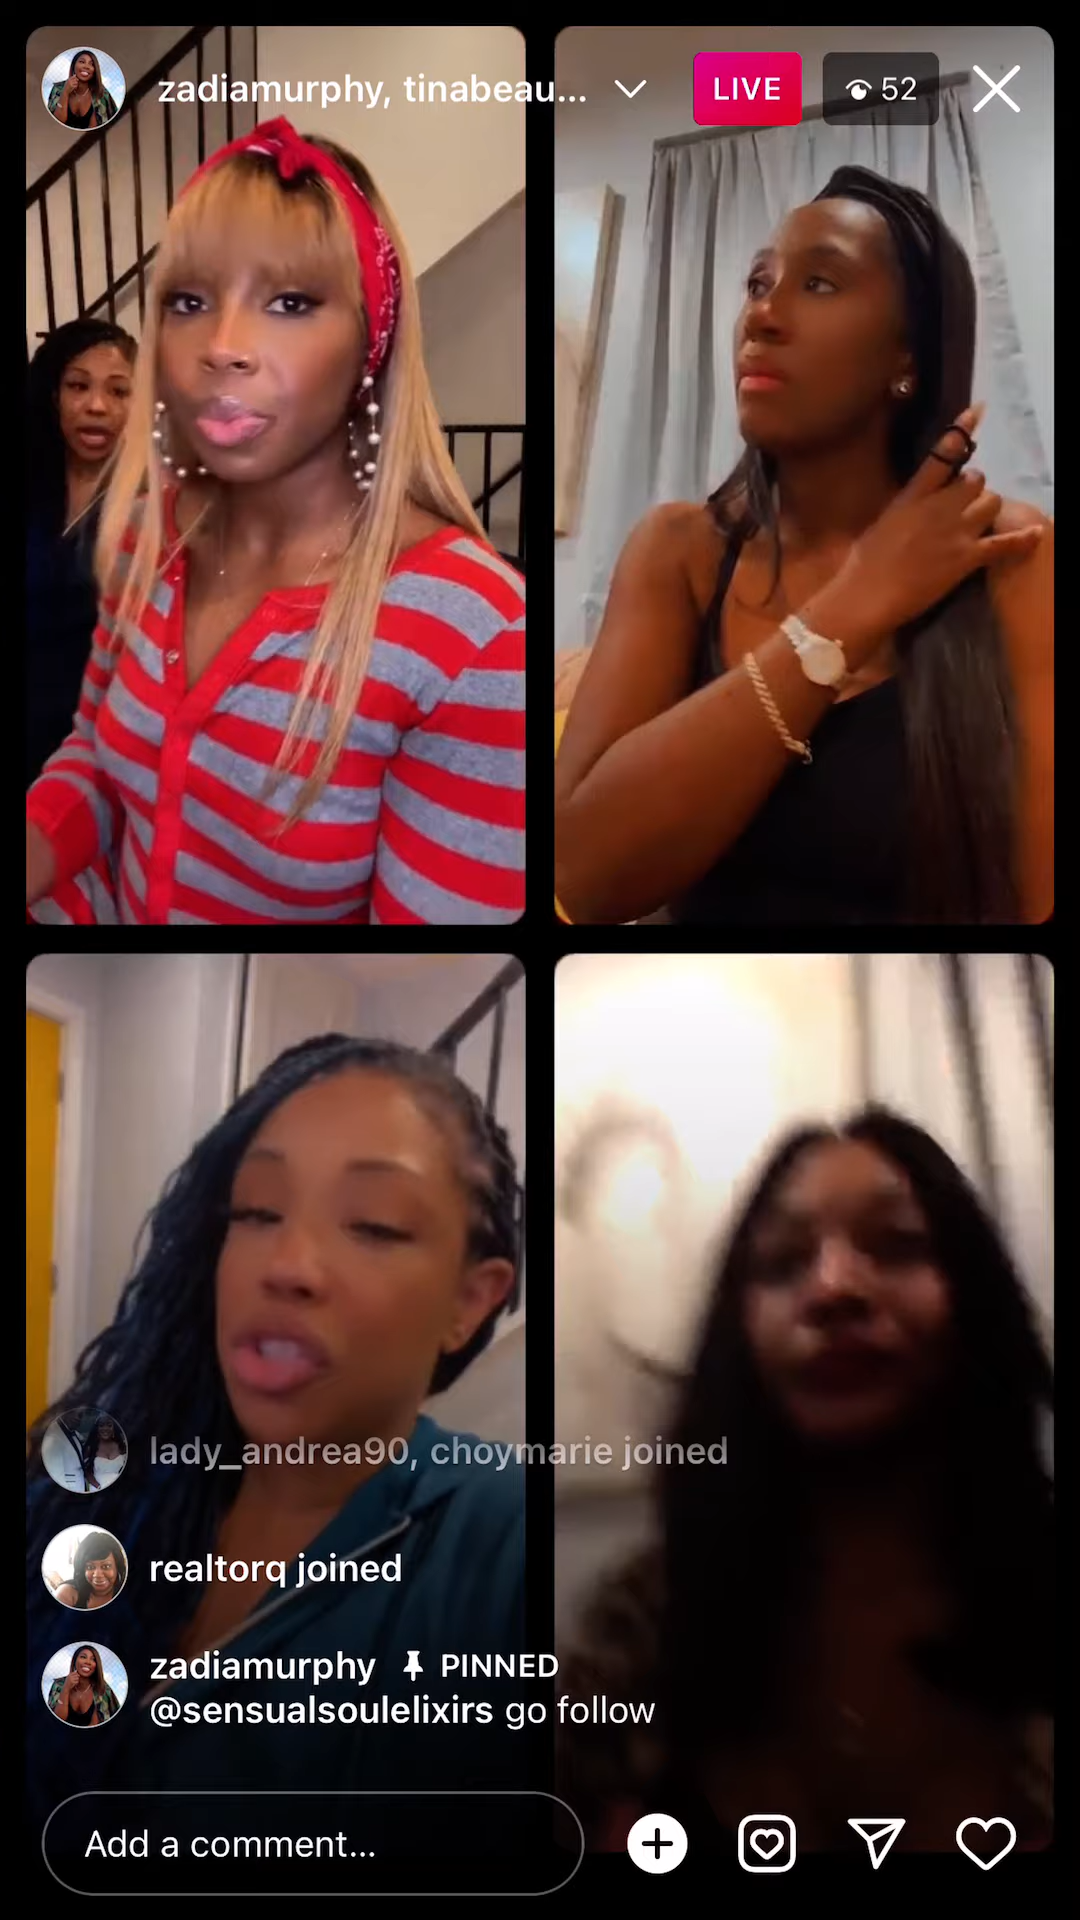 zadiamurphy, tinabeau...
LIVE
52
lady_andrea90, choymarie joined
realtorq joined
zadiamurphy PINNED
@sensualsoulelixirs go follow
Add a comment...